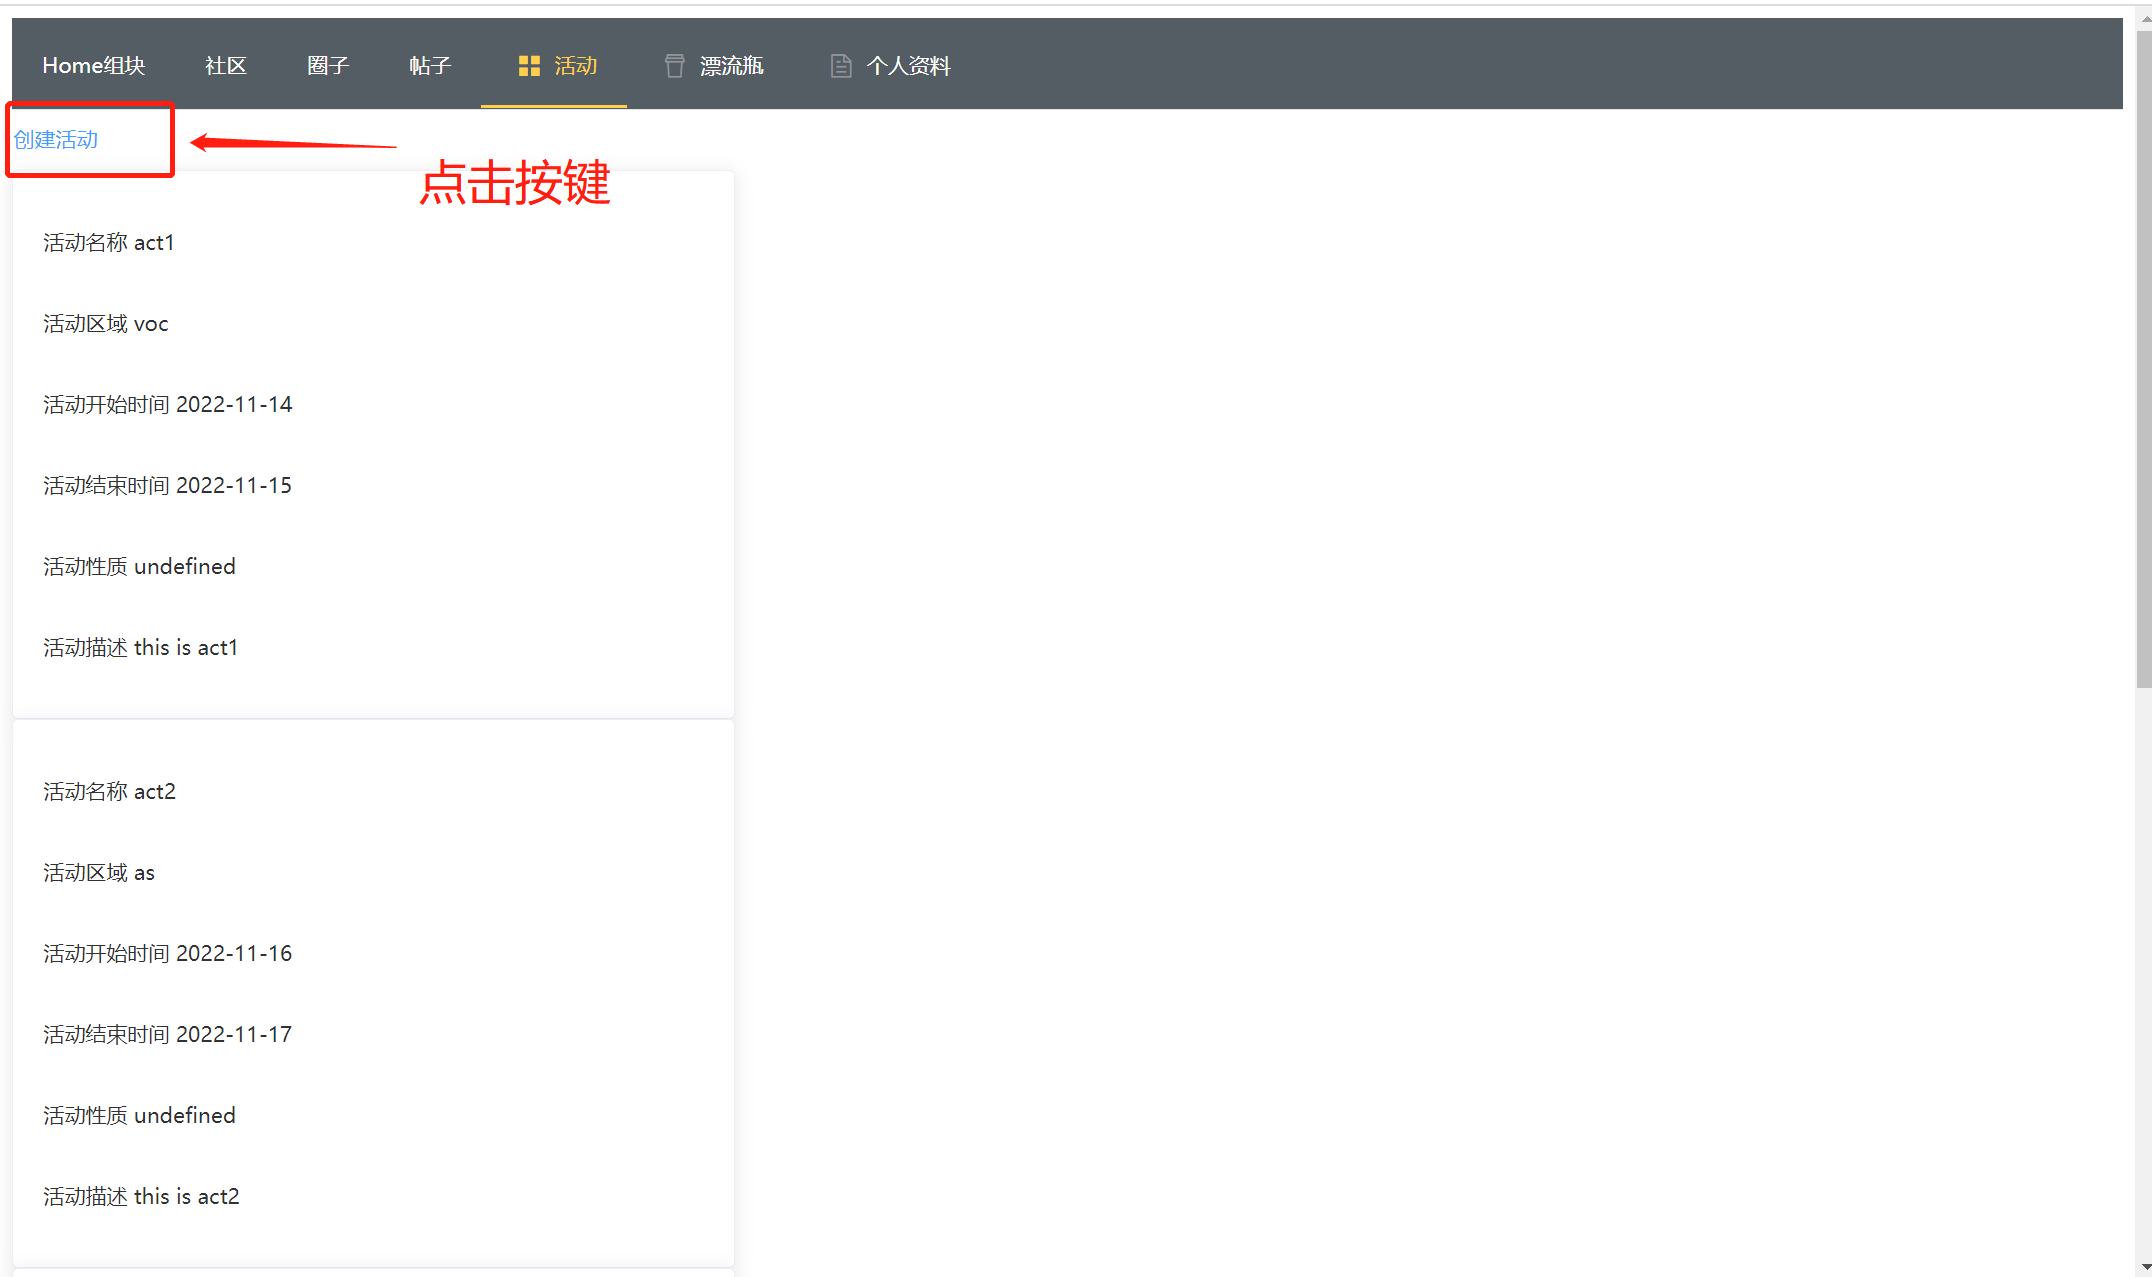 Home组块 社区 圈子 帖子 活动 漂流瓶 个人资料
创建活动
点击按键
活动名称 act1
活动区域 voc
活动开始时间 2022-11-14
活动结束时间 2022-11-15
活动性质 undefined
活动描述 this is act1
活动名称 act2
活动区域 as
活动开始时间 2022-11-16
活动结束时间 2022-11-17
活动性质 undefined
活动描述 this is act2